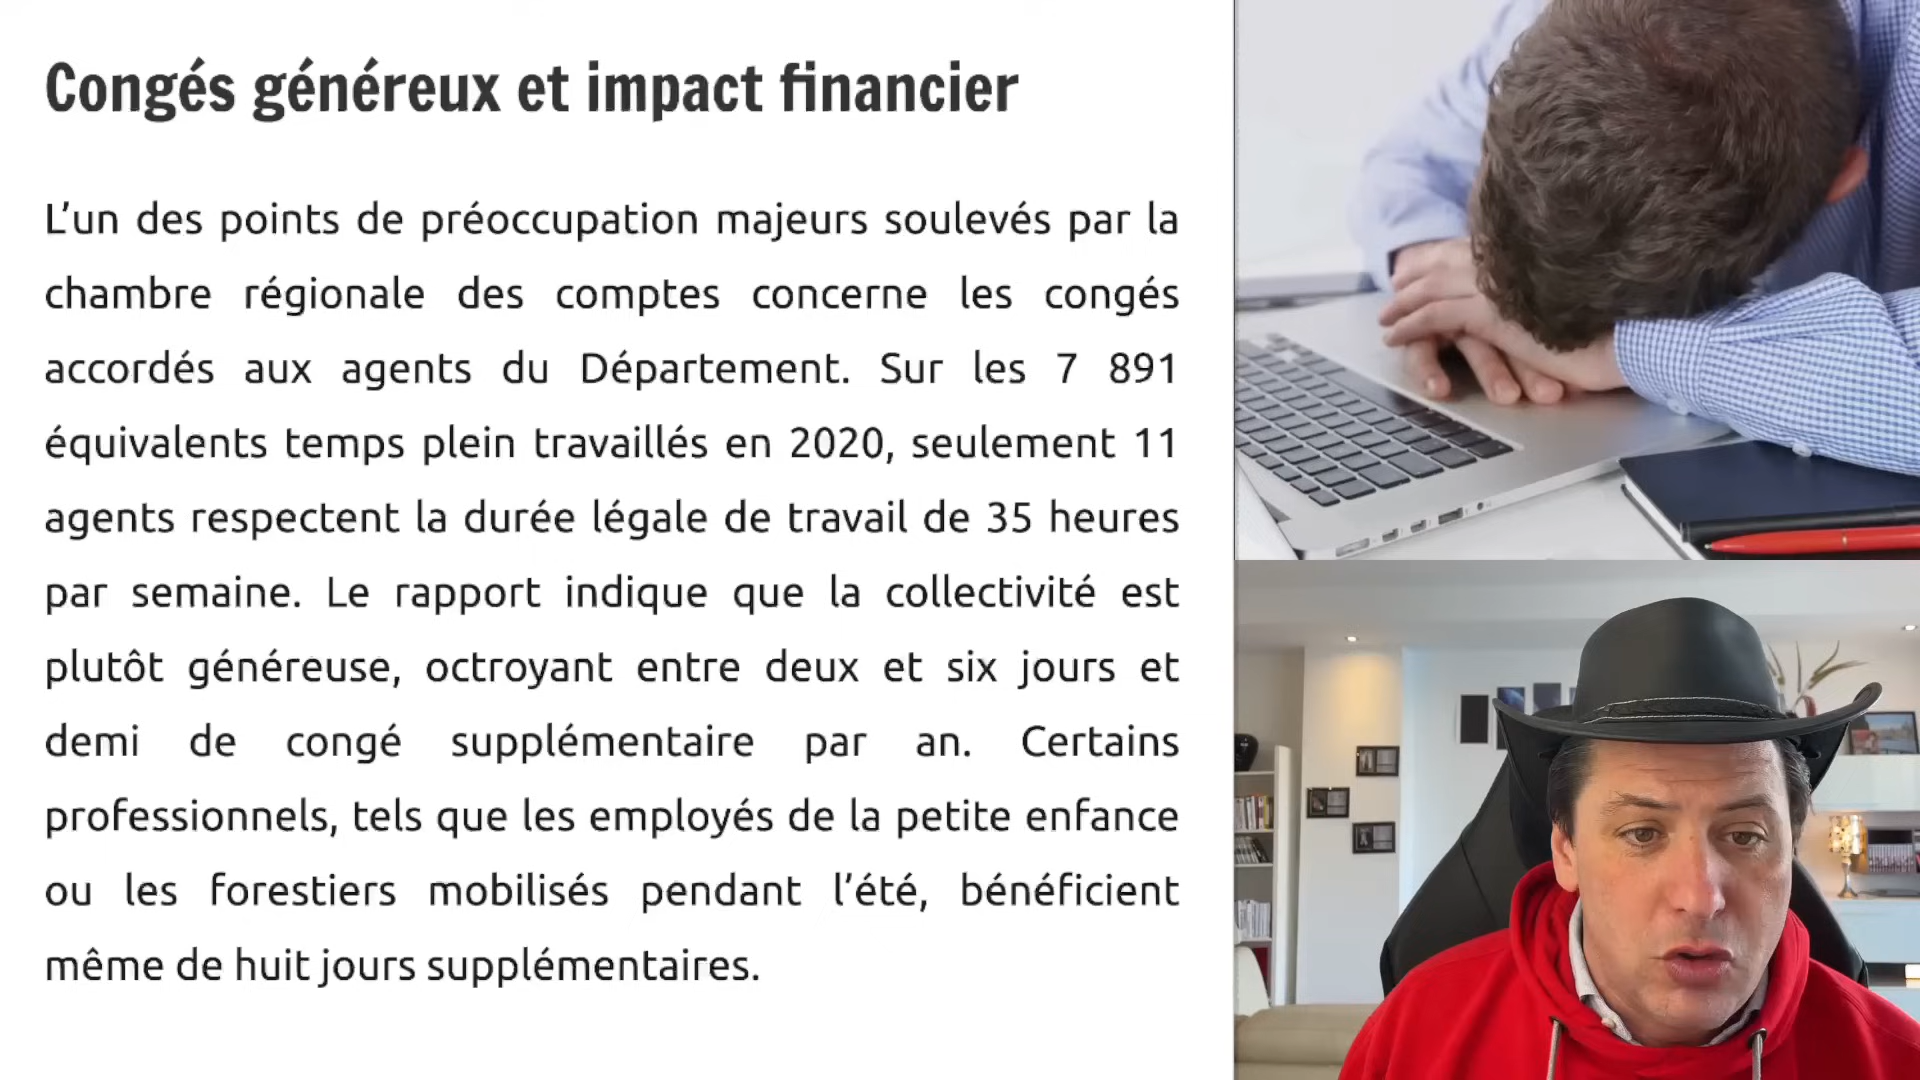 Congés généreux et impact financier
L’un des points de préoccupation majeurs soulevés par la
chambre régionale des comptes concerne les congés
accordés aux agents du Département. Sur les 7 891
équivalents temps plein travaillés en 2020, seulement 11
agents respectent la durée légale de travail de 35 heures
par semaine. Le rapport indique que la collectivité est
plutôt généreuse, octroyant entre deux et six jours et
demi de congé supplémentaire par an. Certains
professionnels, tels que les employés de la petite enfance
ou les forestiers mobilisés pendant l’été, bénéficient
même de huit jours supplémentaires.